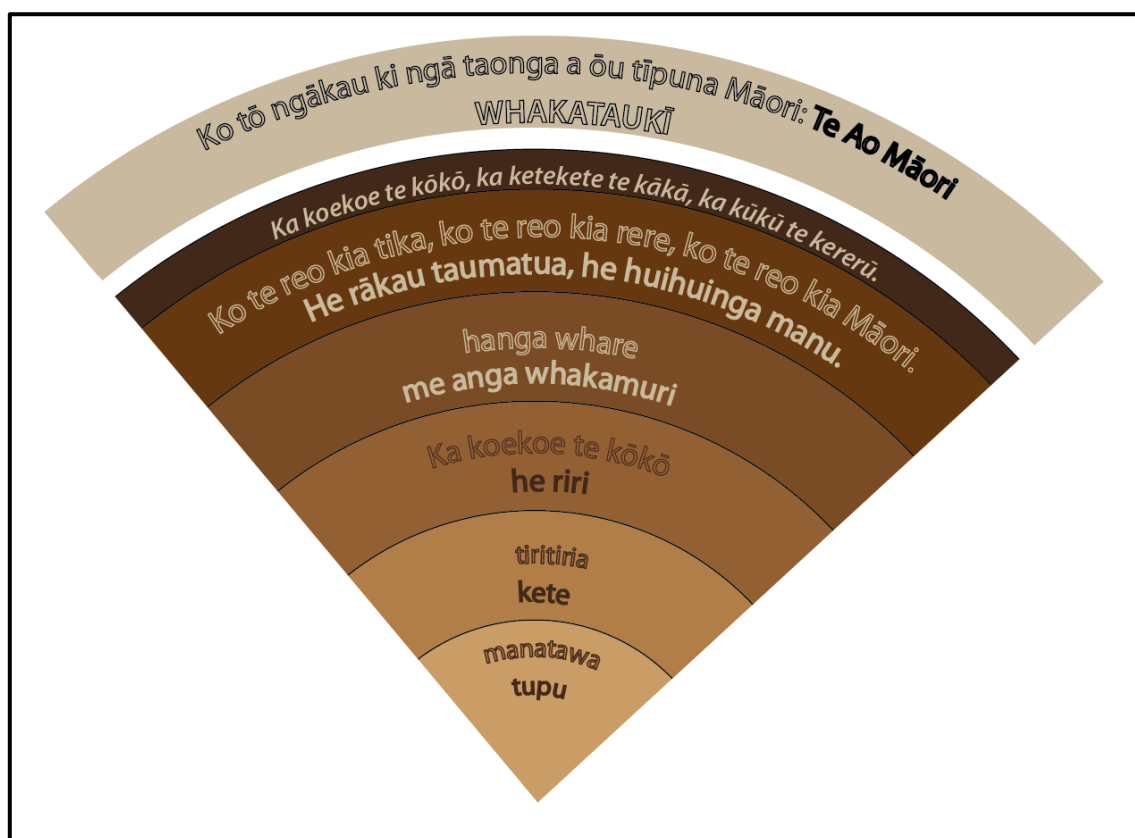 Ko tō ngākau ki ngā taonga a ōu tīpuna Māori: Te Ao Māori
WHAKATAUKĪ
Ka koekoe te kōkō, ka ketekete te kākā, ka kūkū te kererū.
Ko te reo kia tika, ko te reo kia rere, ko te reo kia Māori.
He rākau taumatua, he huihuinga manu.
hanga whare
me anga whakamuri
Ka koekoe te kōkō
he riri
tiritiria
kete
manatawa
tupu